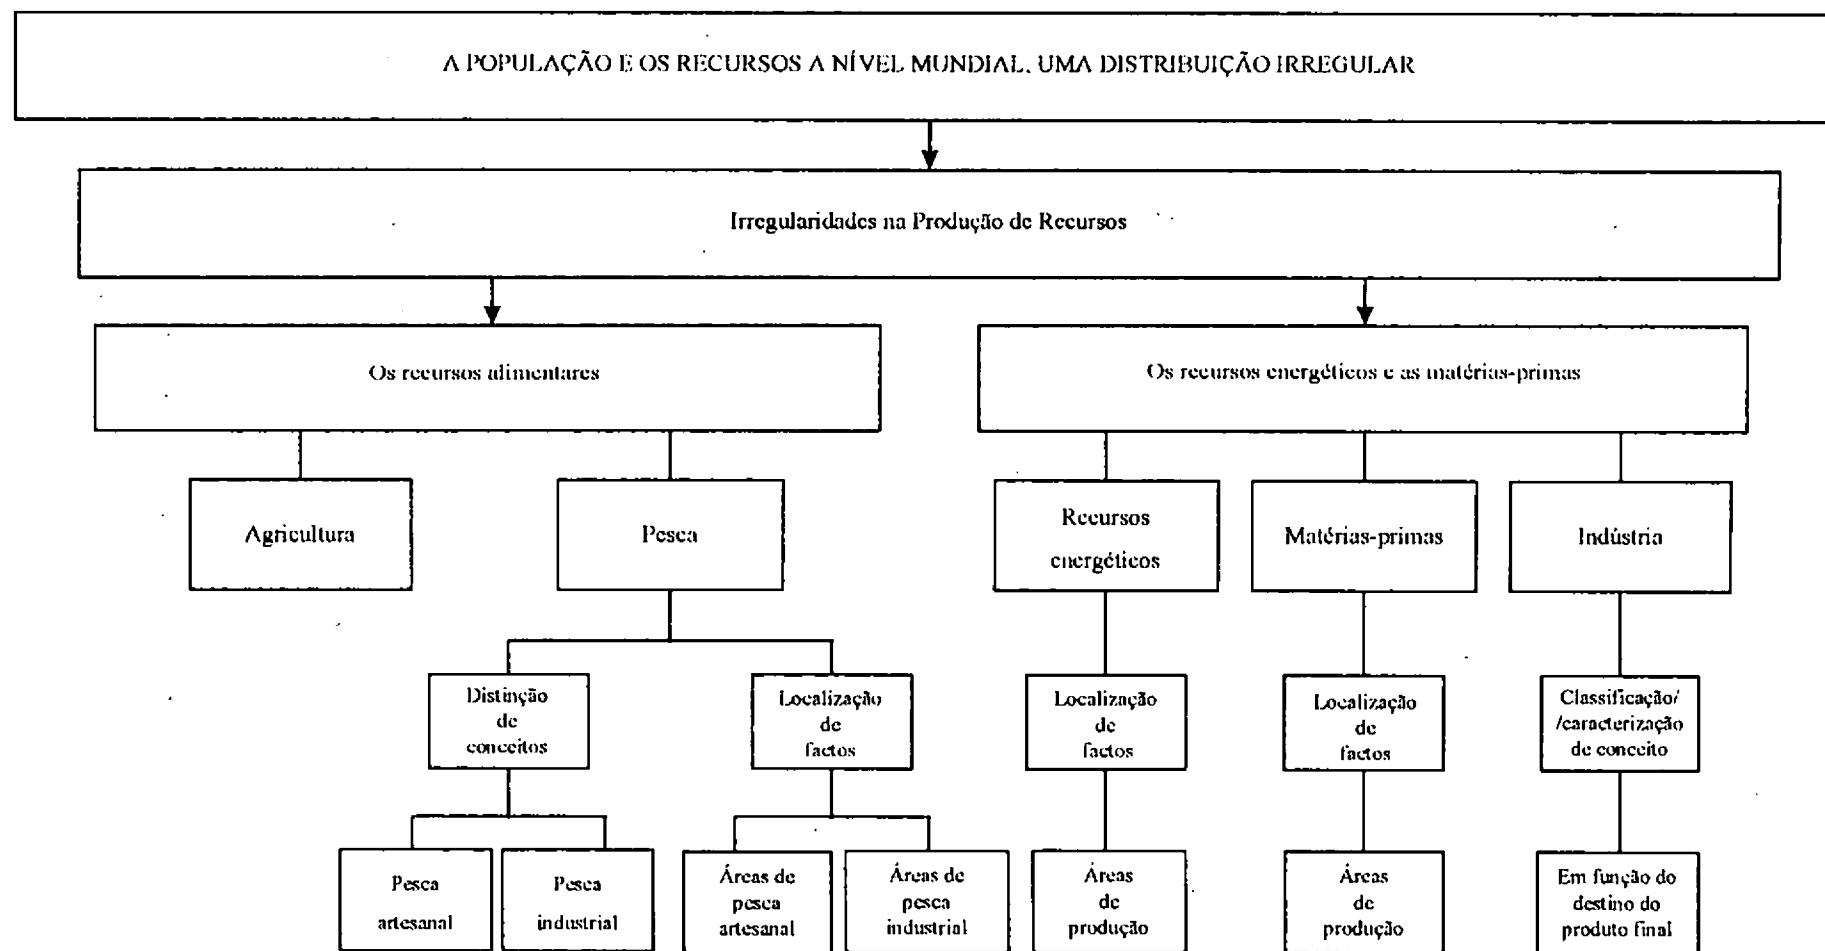 A POPULAÇÃO E OS RECURSOS A NÍVEL MUNDIAL. UMA DISTRIBUIÇÃO IRREGULAR
Irregularidades na Produção de Recursos
Os recursos alimentares
Os recursos energéticos e as matérias-primas
Agricultura
Pesca
Recursos
energéticos
Matérias-primas
Indústria
Distinção
de
conceitos
Localização
de
factos
Localização
de
factos
Localização
de
factos
Classificação/
/caracterização
de conceito
Pesca
artesanal
Pesca
industrial
Áreas de
pesca
artesanal
Áreas de
pesca
industrial
Áreas
de
produção
Áreas
de
produção
Em função do
destino do
produto final